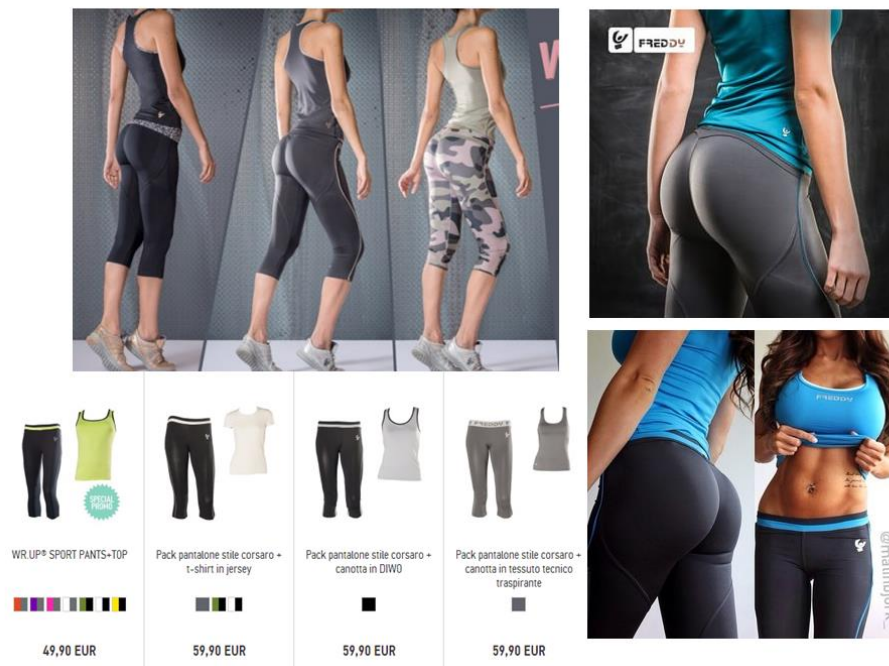 FREDDY
FREDDY
FREDDY
SPECIAL
PROMO
WR.UP® SPORT PANTS+TOP
Pack pantalone stile corsaro +
t-shirt in jersey
Pack pantalone stile corsaro +
canotta in DIWO
Pack pantalone stile corsaro +
canotta in tessuto tecnico
traspirante
49,90 EUR
59,90 EUR
59,90 EUR
59,90 EUR